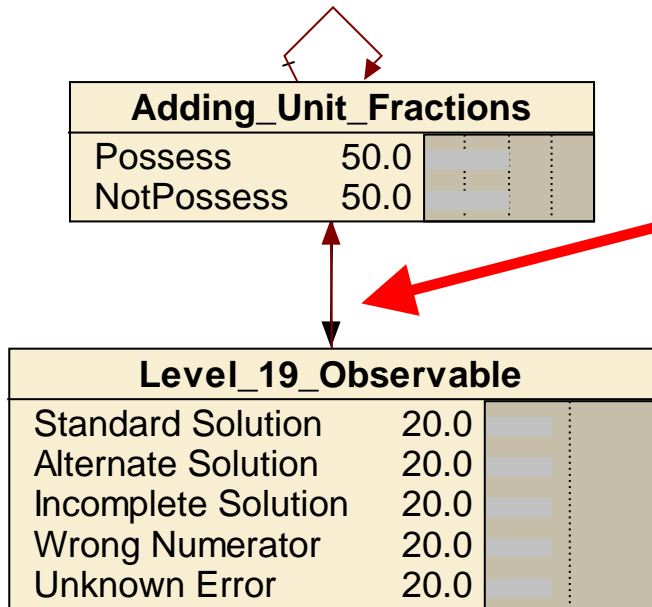 Adding_Unit_Fractions
Possess 50.0
NotPossess 50.0
Level_19_Observable
Standard Solution 20.0
Alternate Solution 20.0
Incomplete Solution 20.0
Wrong Numerator 20.0
Unknown Error 20.0